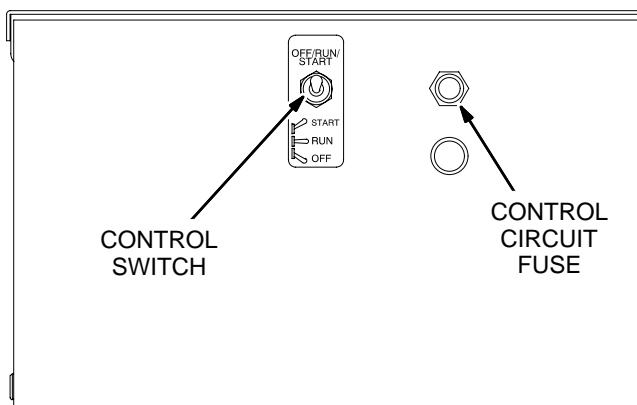 OFF/RUN/
START
START
RUN
OFF
CONTROL
SWITCH
CONTROL
CIRCUIT
FUSE